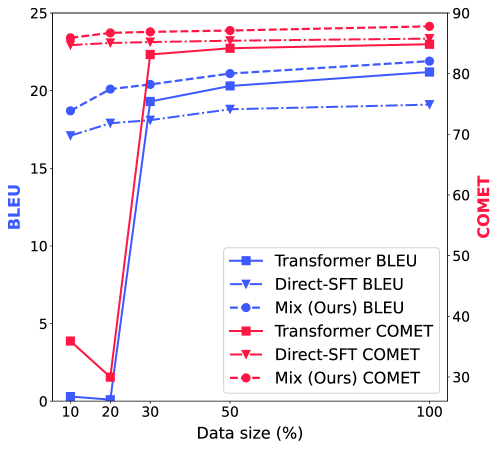 25
20
15
10
5
0
BLEU
90
80
70
60
50
40
30
COMET
Transformer BLEU
Direct-SFT BLEU
Mix (Ours) BLEU
Transformer COMET
Direct-SFT COMET
Mix (Ours) COMET
10 20 30 50 100
Data size (%)